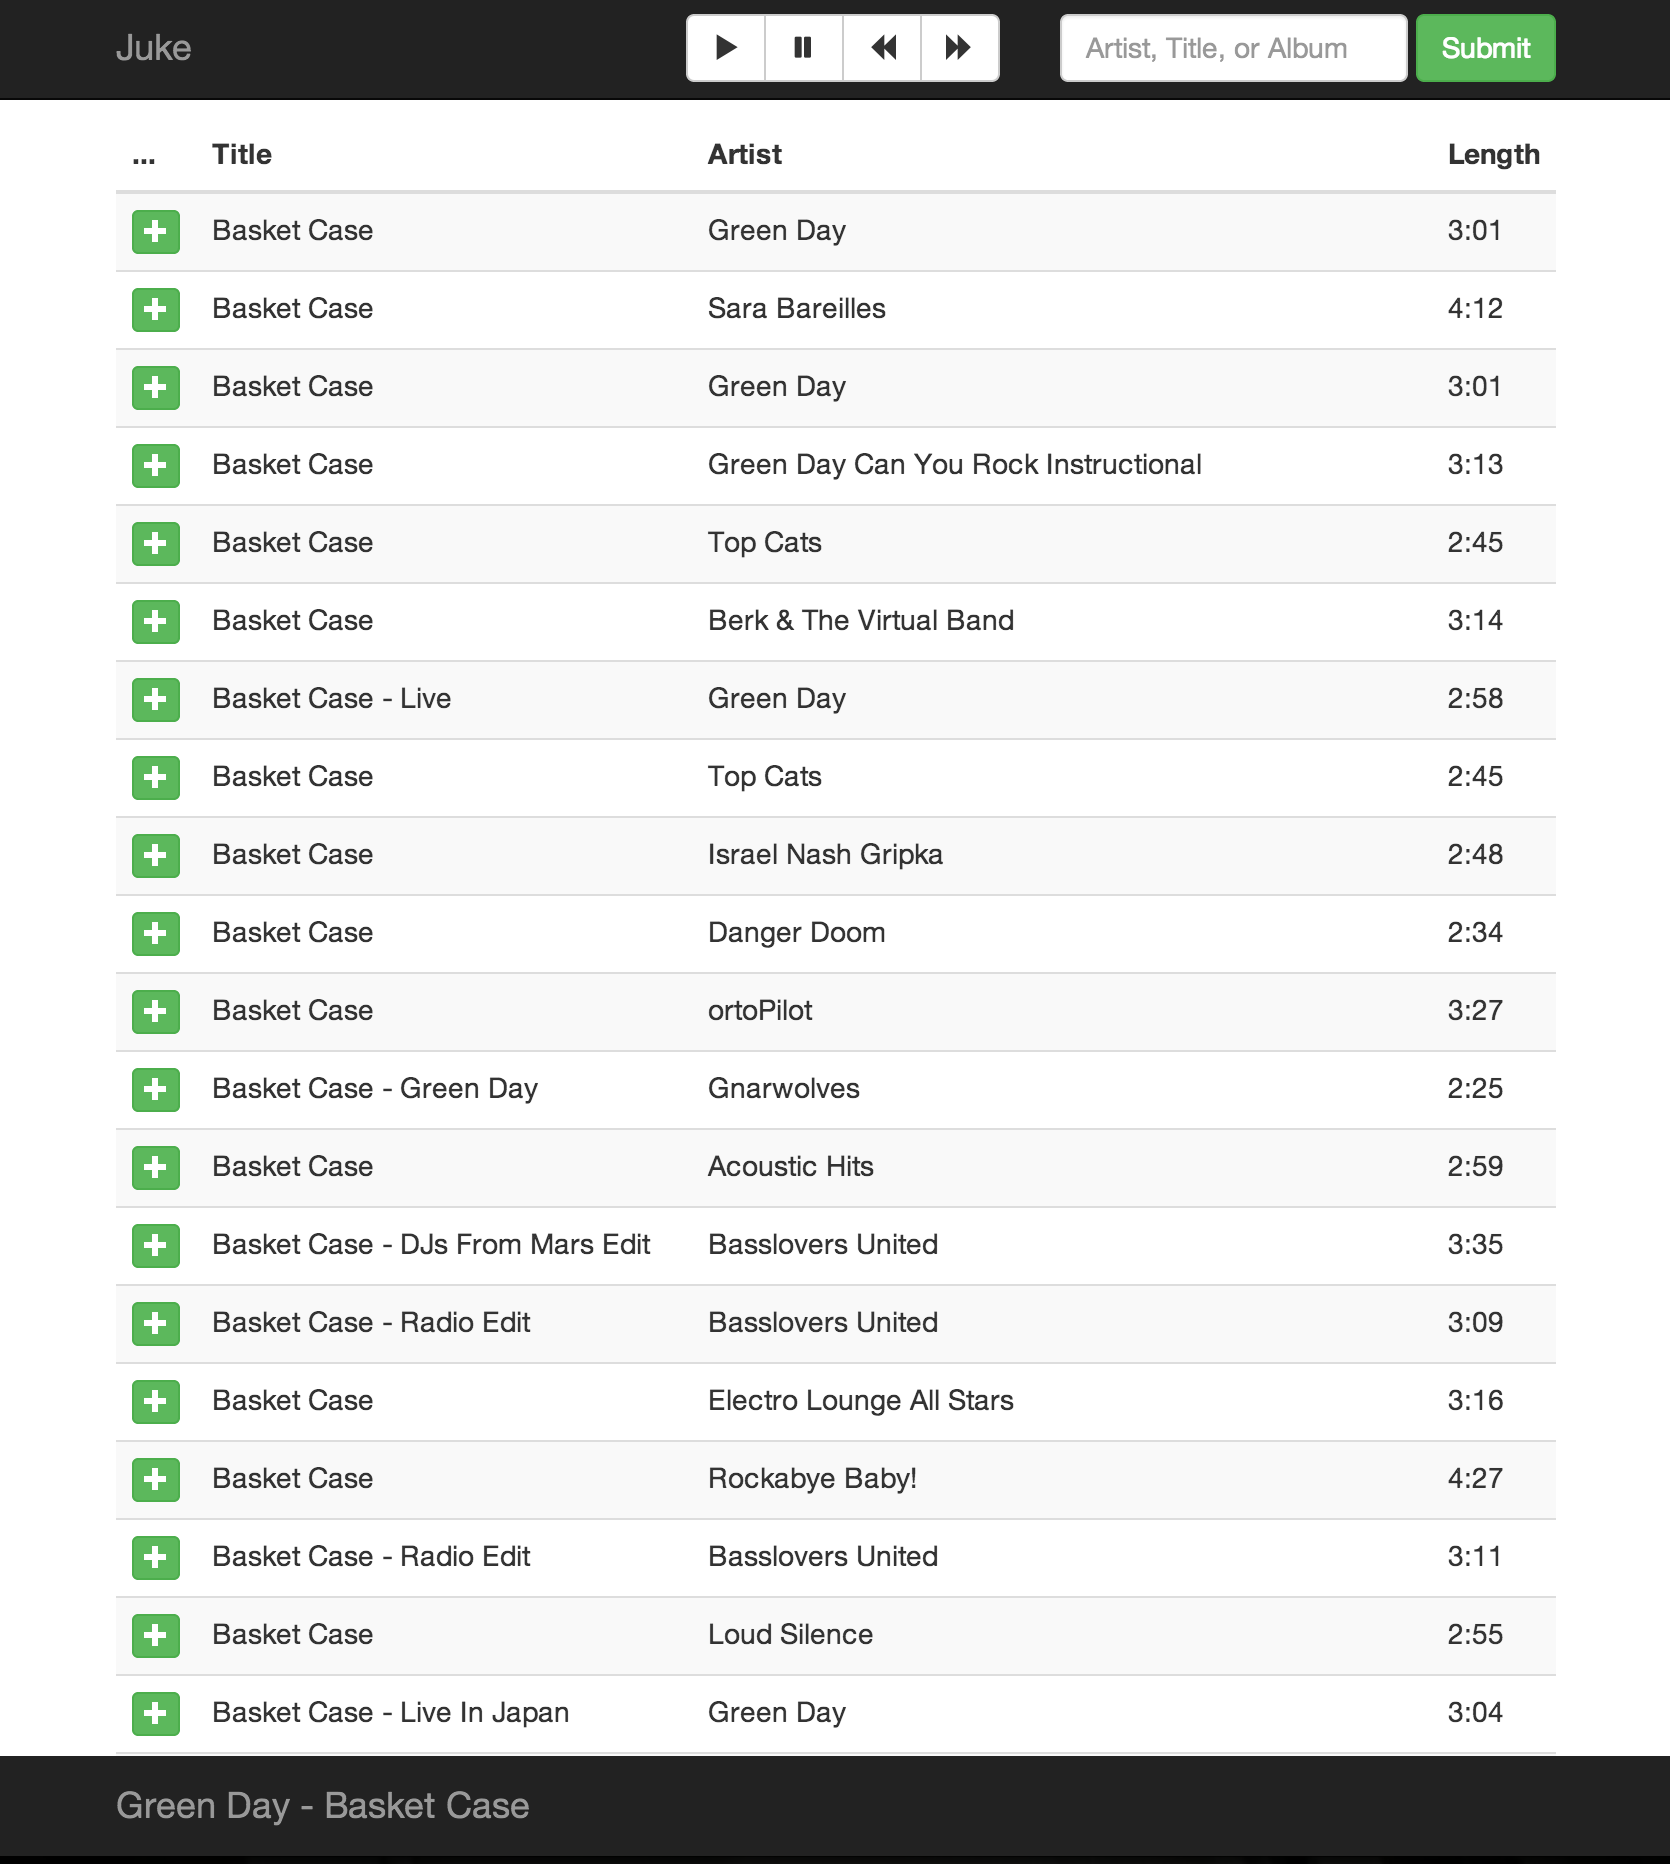 Juke Artist, Title, or Album Submit
... Title Artist Length
Basket Case Green Day 3:01
Basket Case Sara Bareilles 4:12
Basket Case Green Day 3:01
Basket Case Green Day Can You Rock Instructional 3:13
Basket Case Top Cats 2:45
Basket Case Berk & The Virtual Band 3:14
Basket Case - Live Green Day 2:58
Basket Case Top Cats 2:45
Basket Case Israel Nash Gripka 2:48
Basket Case Danger Doom 2:34
Basket Case ortoPilot 3:27
Basket Case - Green Day Gnarwolves 2:25
Basket Case Acoustic Hits 2:59
Basket Case - DJs From Mars Edit Basslovers United 3:35
Basket Case - Radio Edit Basslovers United 3:09
Basket Case Electro Lounge All Stars 3:16
Basket Case Rockabye Baby! 4:27
Basket Case - Radio Edit Basslovers United 3:11
Basket Case Loud Silence 2:55
Basket Case - Live In Japan Green Day 3:04
Green Day - Basket Case